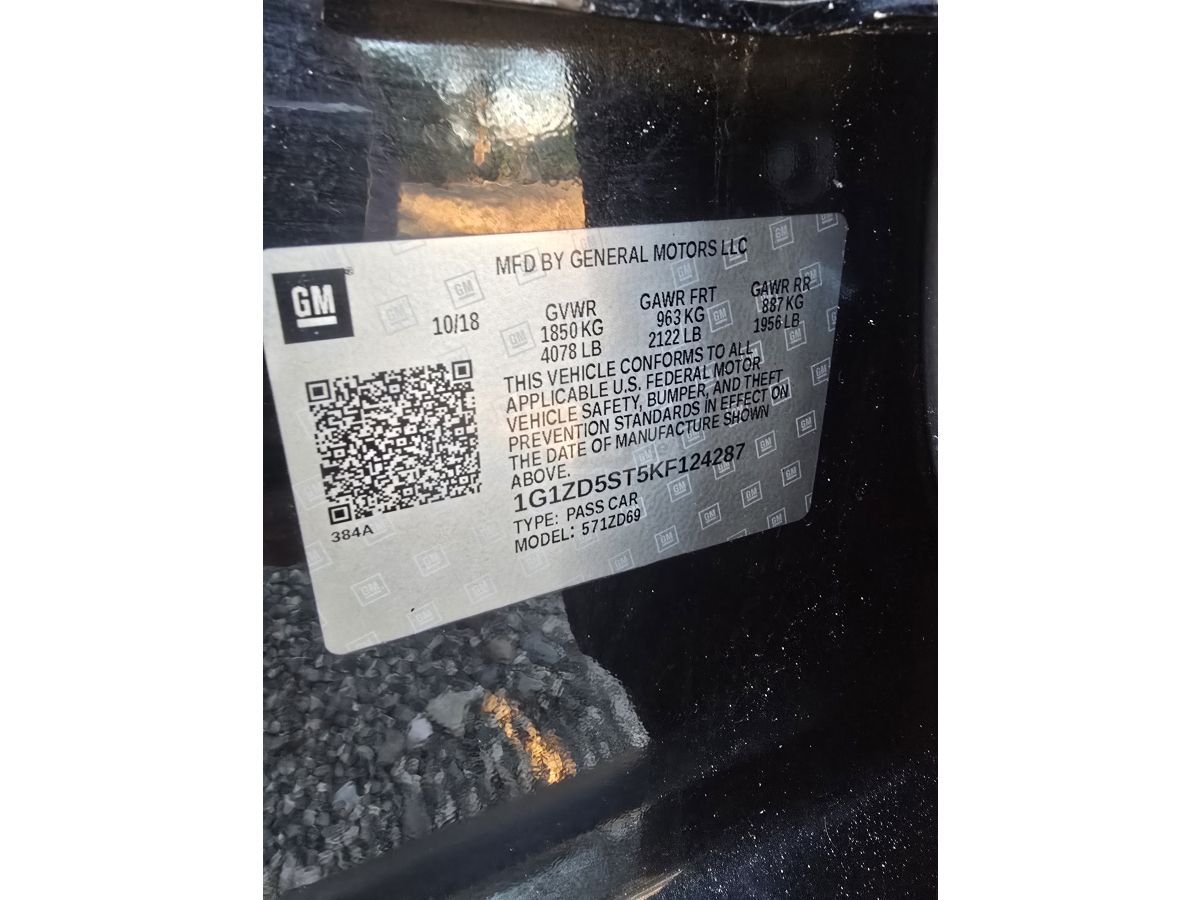 MFD BY GENERAL MOTORS LLC
GM
10/18
GVWR
1850 KG
4078 LB
GAWR FRT
963 KG
2122 LB
GAWR RR
887 KG
1956 LB
THIS VEHICLE CONFORMS TO ALL
APPLICABLE U.S. FEDERAL MOTOR
VEHICLE SAFETY, BUMPER, AND THEFT
PREVENTION STANDARDS IN EFFECT ON
THE DATE OF MANUFACTURE SHOWN
ABOVE.
1G1ZD5ST5KF124287
TYPE: PASS CAR
MODEL: 571ZD69
384A